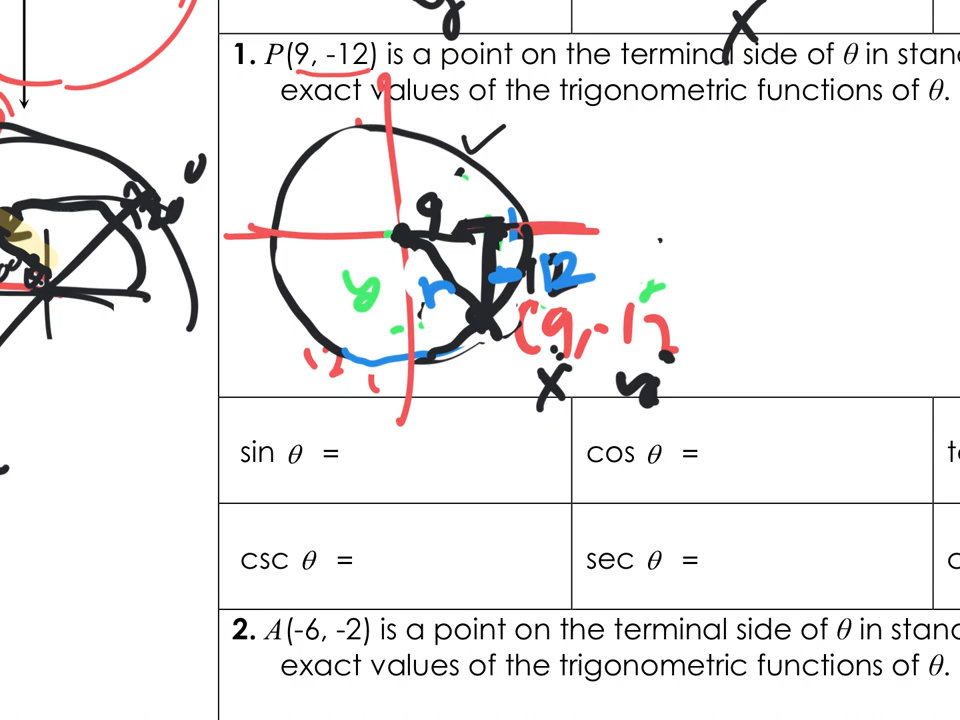 y
x
1. P(9, -12) is a point on the terminal side of θ in stan
exact values of the trigonometric functions of θ.
9
-12
y
r
(9, -1
x
sin θ =
cos θ =
t
csc θ =
sec θ =
c
2. A(-6, -2) is a point on the terminal side of θ in stan
exact values of the trigonometric functions of θ.